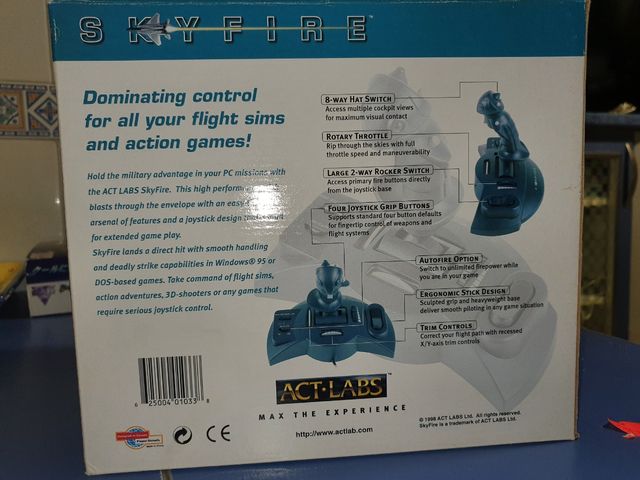 SKYFIRE™
Dominating control
for all your flight sims
and action games!
Hold the military advantage in your PC missions with
the ACT LABS SkyFire. This high
blasts through the envelope with an
arsenal of features and a joystick design
for extended game play.
SkyFire lands a direct hit with smooth handling
and deadly strike capabilities in Windows® 95 or
DOS-based games. Take command of flight sims,
action adventures, 3D-shooters or any games that
require serious joystick control.
8-WAY HAT SWITCH
Access multiple cockpit views
for maximum visual contact
ROTARY THROTTLE
Rip through the skies with full
throttle speed and maneuverability
LARGE 2-WAY ROCKER SWITCH
Access primary fire buttons directly
from the joystick base
FOUR JOYSTICK GRIP BUTTONS
Supports standard four button defaults
for fingertip control of weapons and
flight systems
AUTOFIRE OPTION
Switch to unlimited firepower while
you are in your game
ERGONOMIC STICK DESIGN
Sculpted grip and heavyweight base
deliver smooth piloting in any game situation
TRIM CONTROLS
Correct your flight path with recessed
X/Y-axis trim controls
6 25004 01033 8
ACT·LABS™
MAX THE EXPERIENCE
http://www.actlab.com
© 1998 ACT LABS Ltd. All rights reserved.
SkyFire is a trademark of ACT LABS Ltd.
CE